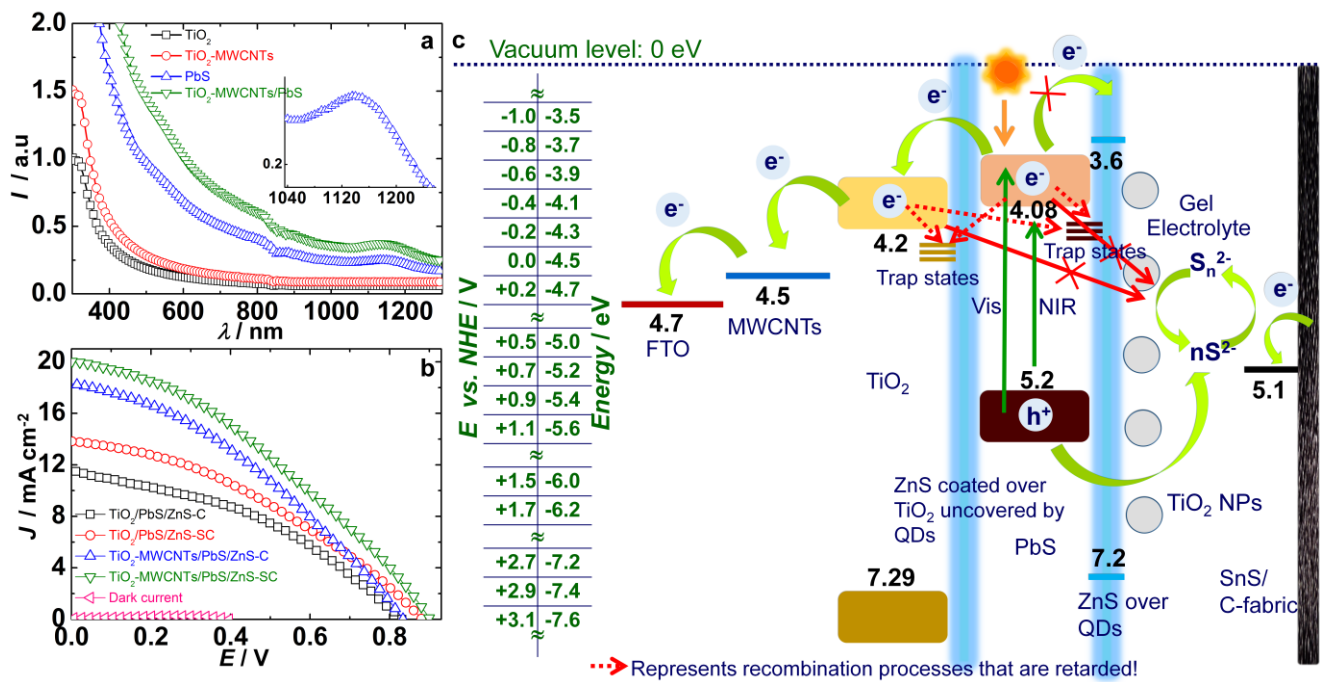 2.0
1.5
1.0
0.5
0.0
I / a.u
a
TiO2
TiO2-MWCNTs
PbS
TiO2-MWCNTs/PbS
0.2
1040
1120
1200
400
600
800
1000
1200
λ / nm
20
16
12
8
4
0
J / mA cm-2
b
TiO2/PbS/ZnS-C
TiO2/PbS/ZnS-SC
TiO2-MWCNTs/PbS/ZnS-C
TiO2-MWCNTs/PbS/ZnS-SC
Dark current
0.0
0.2
0.4
0.6
0.8
E / V
c
Vacuum level: 0 eV
E vs. NHE / V
Energy / eV
≈ ≈
-1.0 -3.5
-0.8 -3.7
-0.6 -3.9
-0.4 -4.1
-0.2 -4.3
0.0 -4.5
+0.2 -4.7
≈ ≈
+0.5 -5.0
+0.7 -5.2
+0.9 -5.4
+1.1 -5.6
≈ ≈
+1.5 -6.0
+1.7 -6.2
≈ ≈
+2.7 -7.2
+2.9 -7.4
+3.1 -7.6
≈ ≈
e-
4.7
FTO
e-
4.5
MWCNTs
e-
e-
4.2
Trap states
TiO2
7.29
e-
e-
4.08
Trap states
Vis
NIR
5.2
h+
ZnS coated over
TiO2 uncovered by
QDs
PbS
3.6
7.2
ZnS over
QDs
Gel
Electrolyte
Sn2-
nS2-
e-
5.1
TiO2 NPs
SnS/
C-fabric
Represents recombination processes that are retarded!